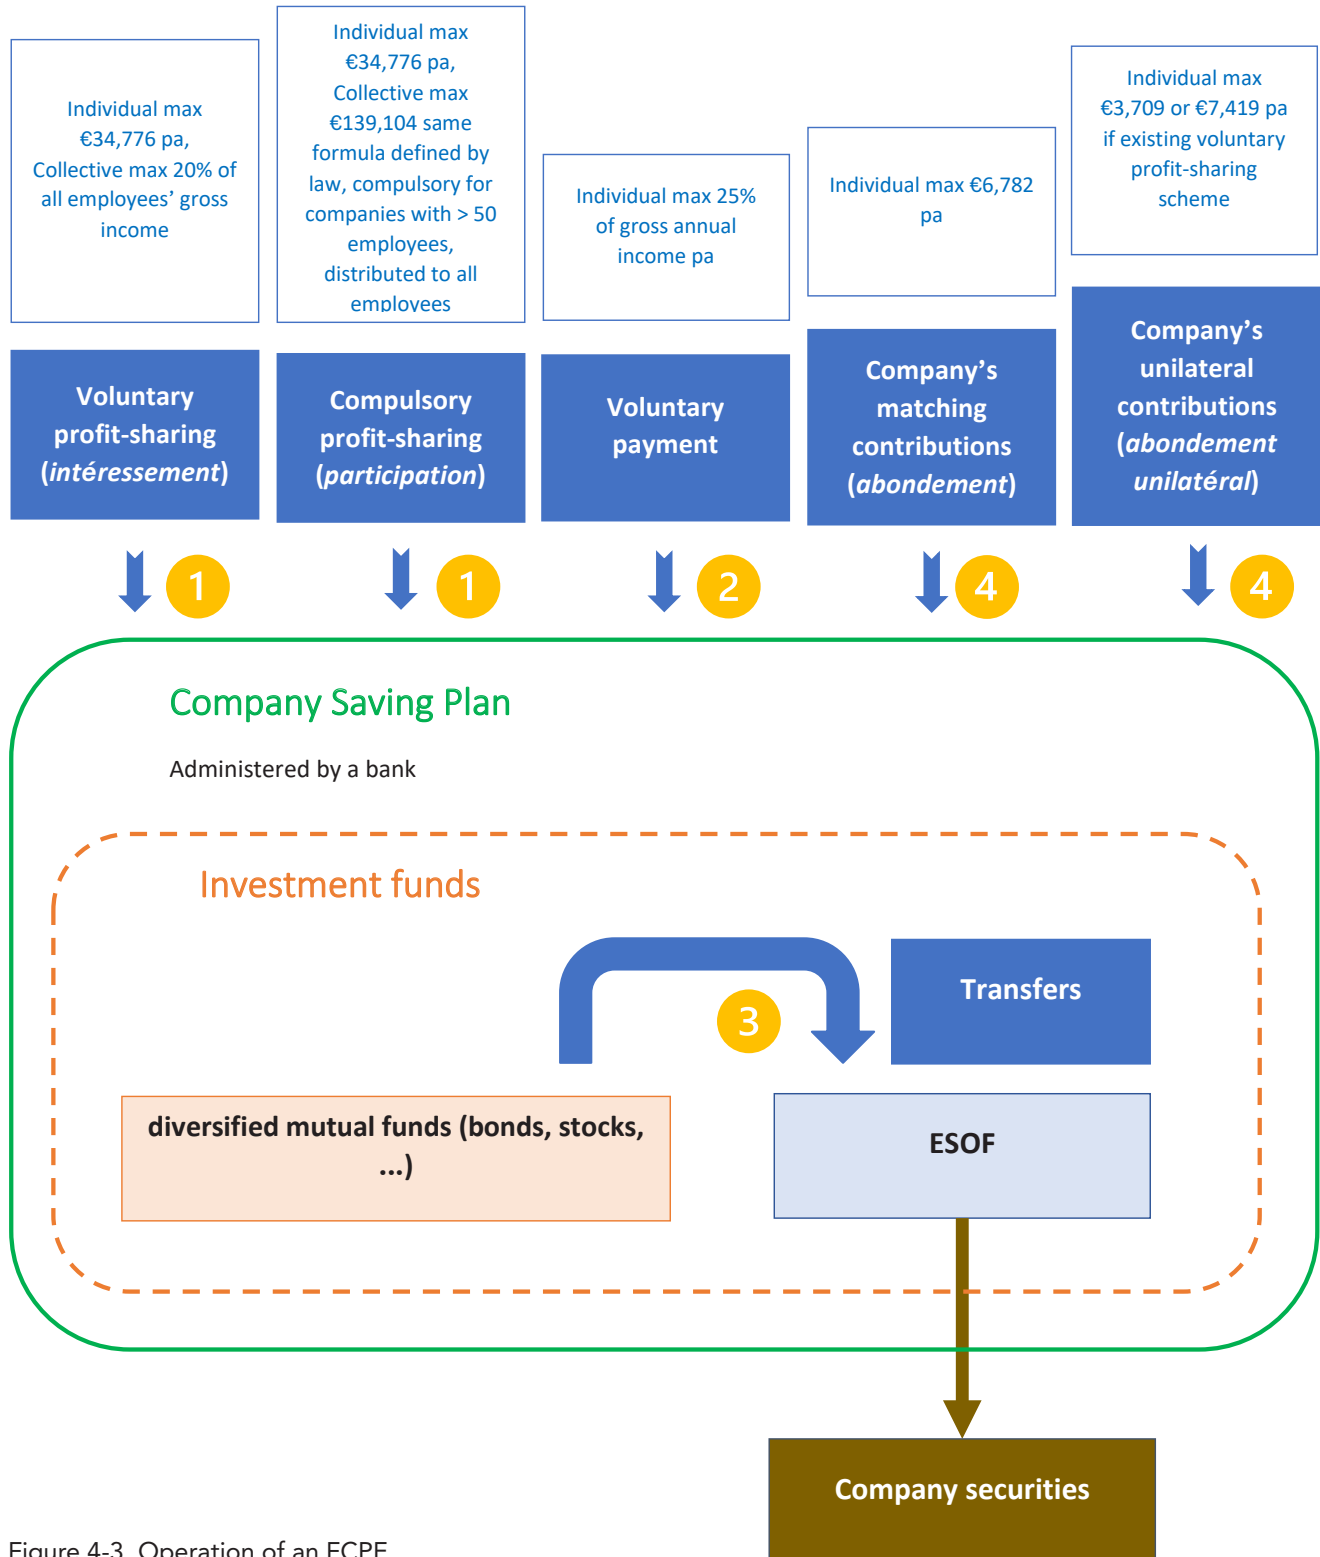 Individual max
€34,776 pa,
Collective max 20% of
all employees’ gross
income
Individual max
€34,776 pa,
Collective max
€139,104 same
formula defined by
law, compulsory for
companies with > 50
employees,
distributed to all
employees
Individual max 25%
of gross annual
income pa
Individual max €6,782
pa
Individual max
€3,709 or €7,419 pa
if existing voluntary
profit-sharing
scheme
Voluntary
profit-sharing
(intéressement)
Compulsory
profit-sharing
(participation)
Voluntary
payment
Company’s
matching
contributions
(abondement)
Company’s
unilateral
contributions
(abondement
unilatéral)
1
1
2
4
4
Company Saving Plan
Administered by a bank
Investment funds
Transfers
3
diversified mutual funds (bonds, stocks,
...)
ESOF
Company securities
Figure 4-3. Operation of an FCPE